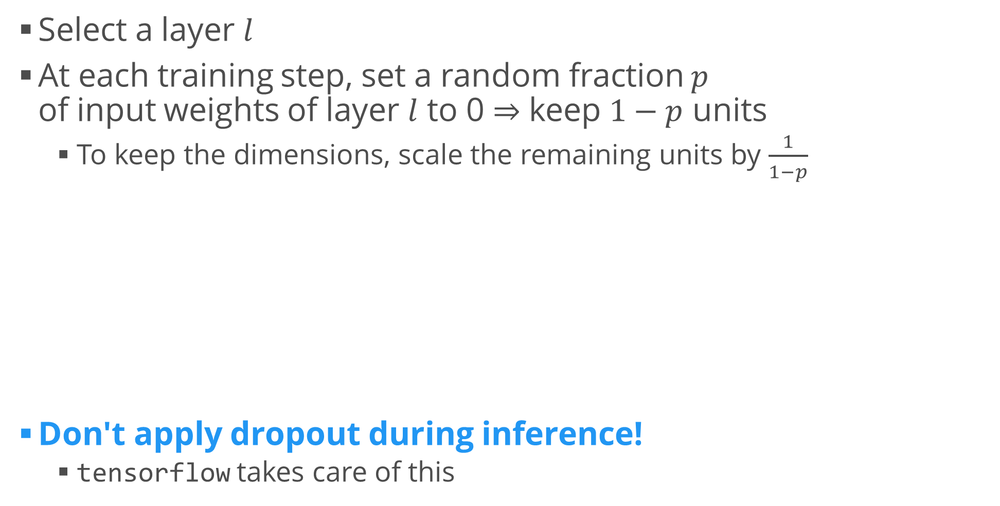 ▪ Select a layer l
▪ At each training step, set a random fraction p
of input weights of layer l to 0 ⇒ keep 1 − p units
▪ To keep the dimensions, scale the remaining units by 1/(1−p)
▪ Don't apply dropout during inference!
▪ tensorflow takes care of this